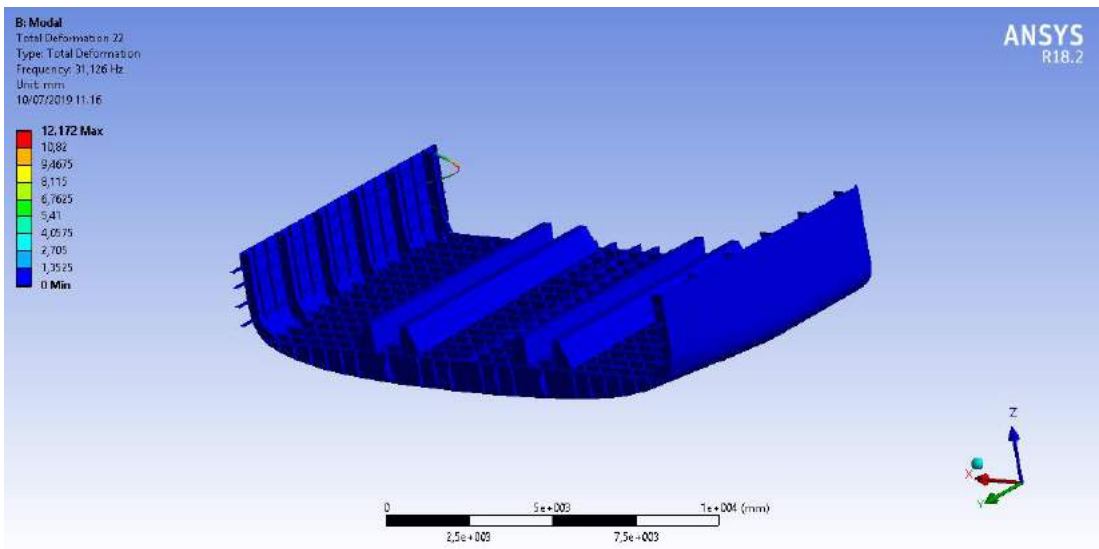 B: Modal
Total Deformation 22
Type: Total Deformation
Frequency: 31,126 Hz
Unit: mm
10/07/2019 11.16
12,172 Max
10,82
9,4675
8,115
6,7625
5,41
4,0575
2,705
1,3525
0 Min
ANSYS
R18.2
Z
X
Y
0 5e+003 1e+004 (mm)
2,5e+003 7,5e+003